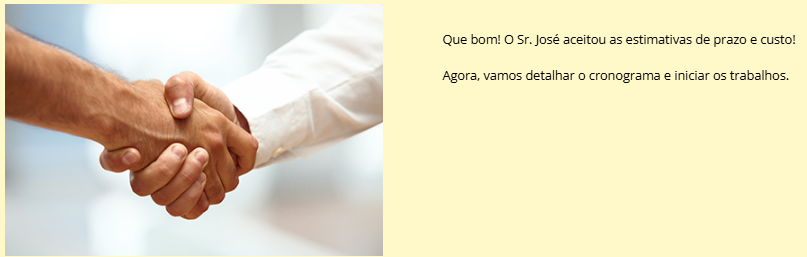 Que bom! O Sr. José aceitou as estimativas de prazo e custo!
Agora, vamos detalhar o cronograma e iniciar os trabalhos.